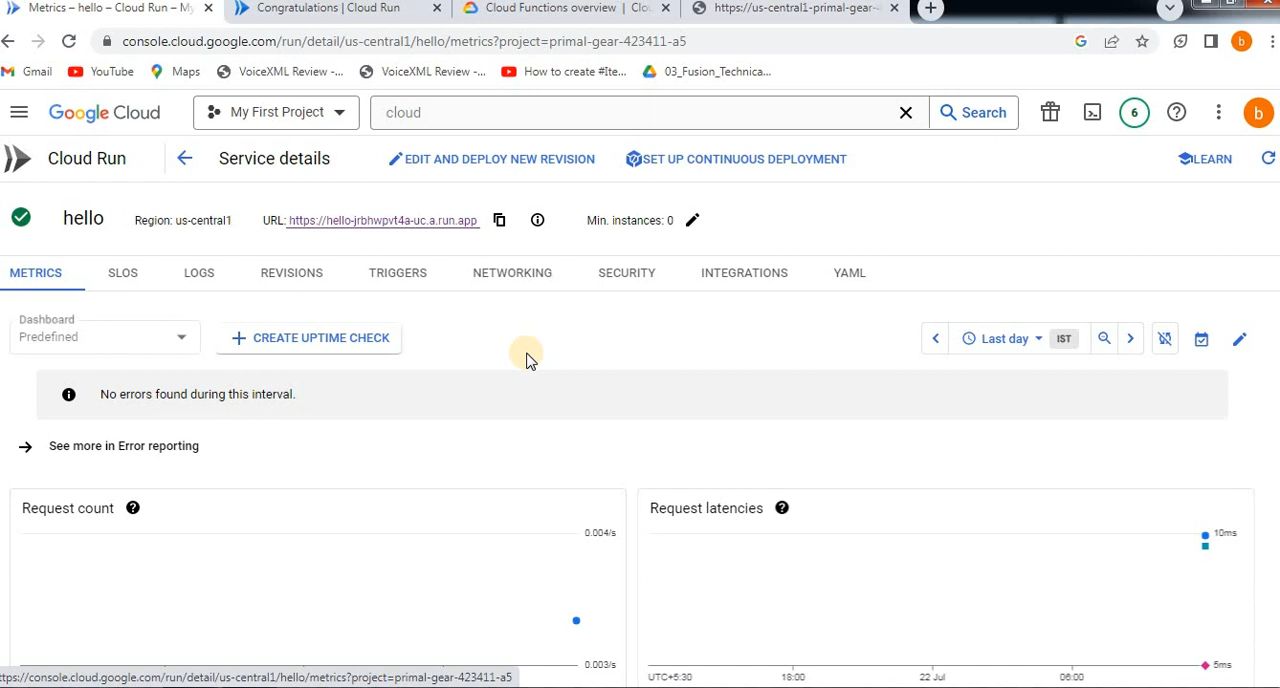 Metrics – hello – Cloud Run – My
Congratulations | Cloud Run
Cloud Functions overview | Clou
https://us-central1-primal-gear-
console.cloud.google.com/run/detail/us-central1/hello/metrics?project=primal-gear-423411-a5
b
Gmail
YouTube
Maps
VoiceXML Review -...
VoiceXML Review -...
How to create #Ite...
03_Fusion_Technica...
Google Cloud
My First Project
cloud
Search
6
b
Cloud Run
Service details
EDIT AND DEPLOY NEW REVISION
SET UP CONTINUOUS DEPLOYMENT
LEARN
hello
Region: us-central1
URL: https://hello-jrbhwpvt4a-uc.a.run.app
Min. instances: 0
METRICS
SLOS
LOGS
REVISIONS
TRIGGERS
NETWORKING
SECURITY
INTEGRATIONS
YAML
Dashboard
Predefined
CREATE UPTIME CHECK
Last day
IST
No errors found during this interval.
See more in Error reporting
Request count
0.004/s
0.003/s
Request latencies
10ms
5ms
UTC+5:30
18:00
22 Jul
06:00
ttps://console.cloud.google.com/run/detail/us-central1/hello/metrics?project=primal-gear-423411-a5